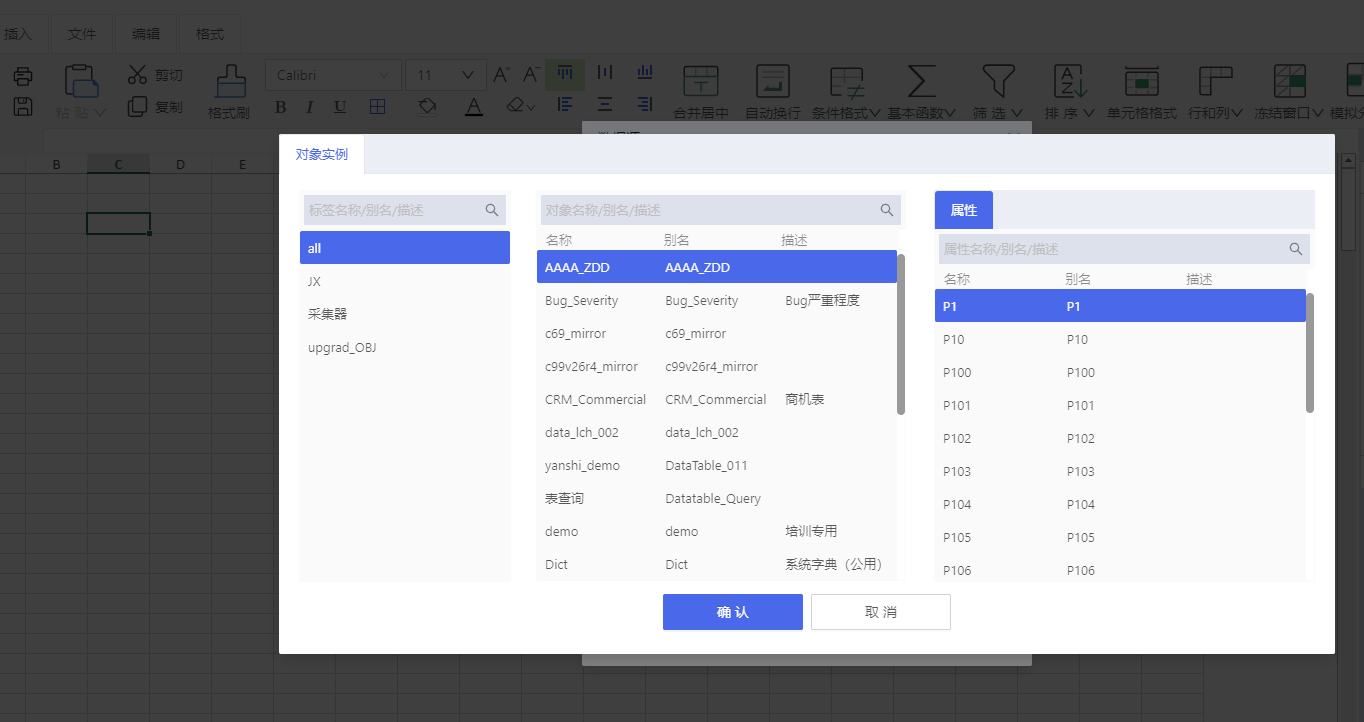 插入 文件 编辑 格式
剪切
Calibri 11
粘 贴 复制 格式刷 B I U A 合并居中 自动换行 条件格式 基本函数 筛 选 排 序 单元格格式 行和列 冻结窗口
B C D E
对象实例
标签名称/别名/描述
all
JX
采集器
upgrad_OBJ
对象名称/别名/描述
名称 别名 描述
AAAA_ZDD AAAA_ZDD
Bug_Severity Bug_Severity Bug严重程度
c69_mirror c69_mirror
c99v26r4_mirror c99v26r4_mirror
CRM_Commercial CRM_Commercial 商机表
data_lch_002 data_lch_002
yanshi_demo DataTable_011
表查询 Datatable_Query
demo demo 培训专用
Dict Dict 系统字典（公用）
属性
属性名称/别名/描述
名称 别名 描述
P1 P1
P10 P10
P100 P100
P101 P101
P102 P102
P103 P103
P104 P104
P105 P105
P106 P106
确 认 取 消